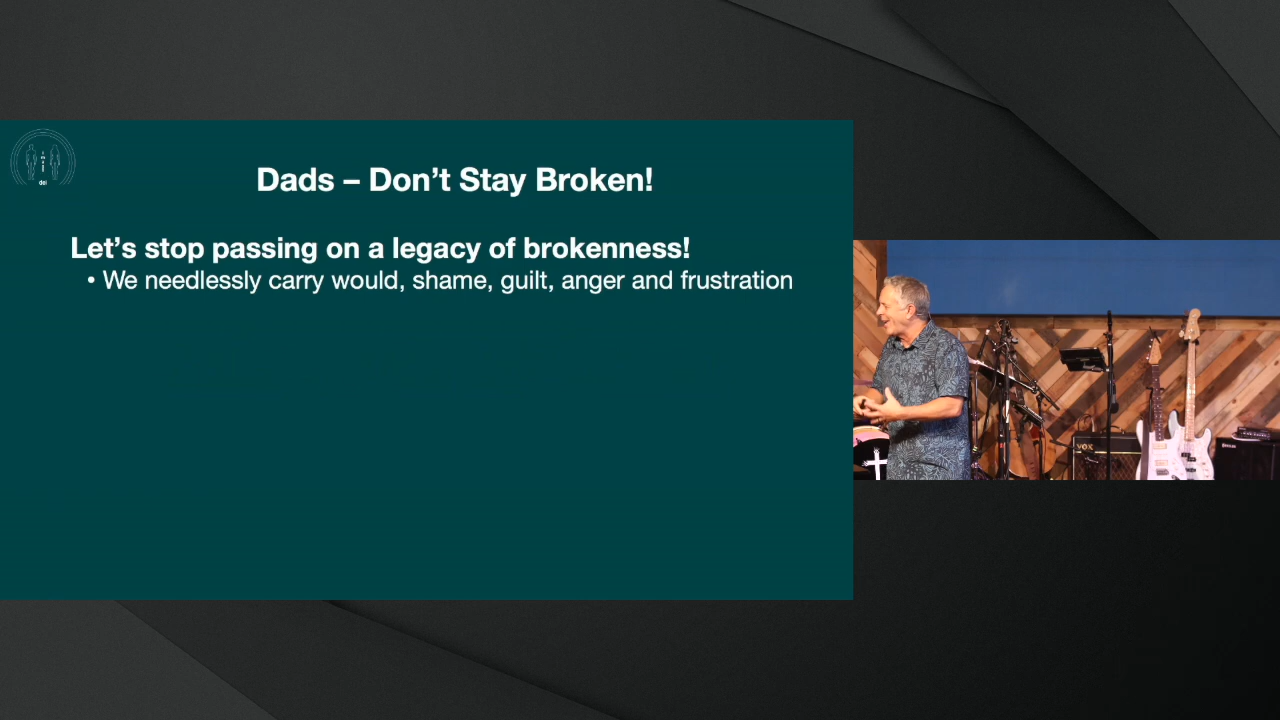 Dads – Don’t Stay Broken!
Let’s stop passing on a legacy of brokenness!
• We needlessly carry would, shame, guilt, anger and frustration
dei
VOX